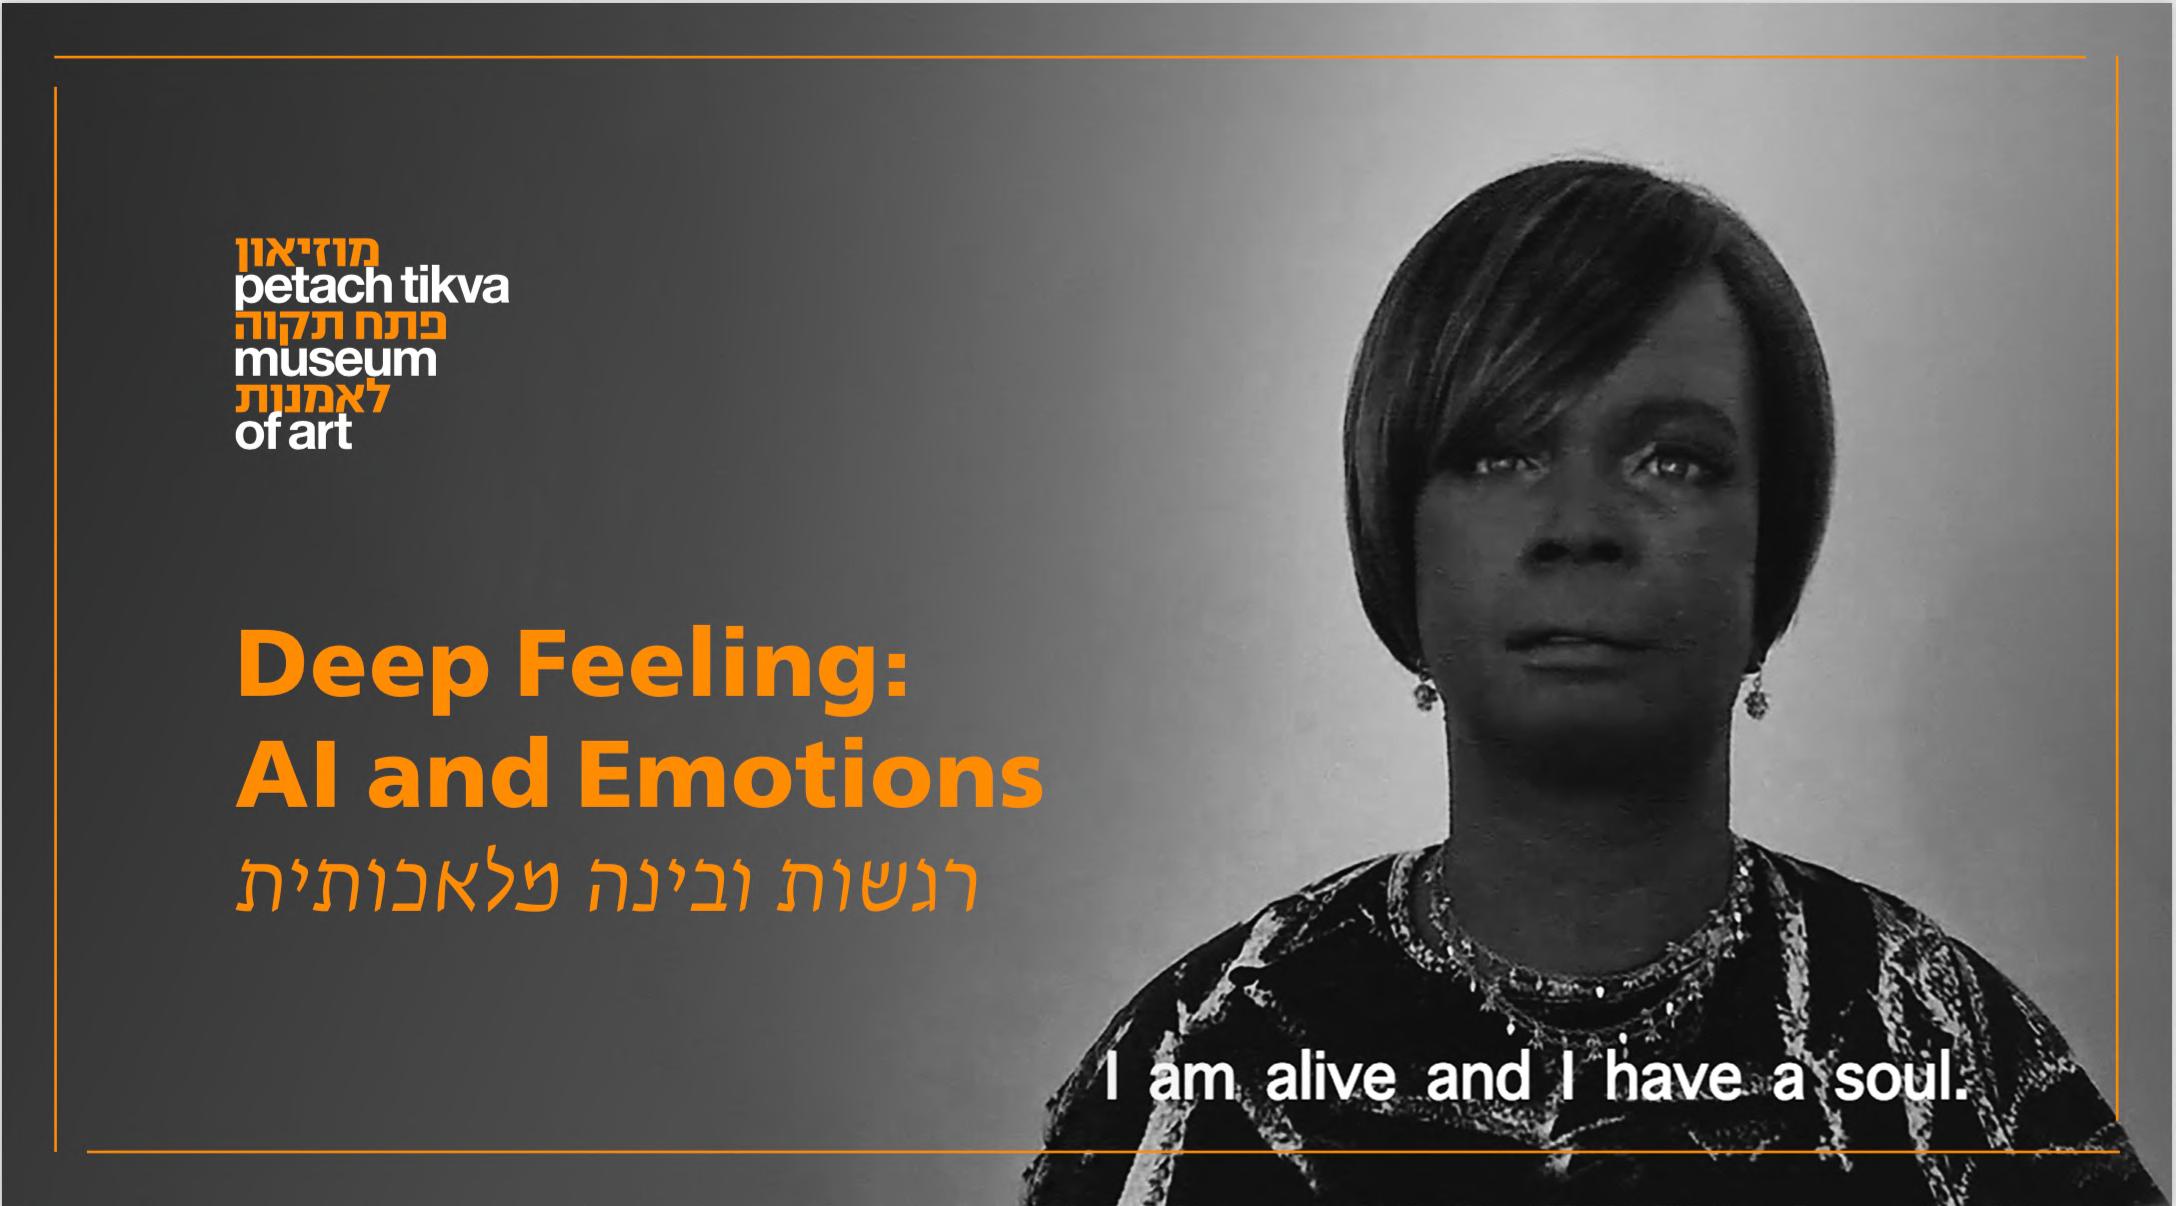 מוזיאון
petach tikva
פתח תקוה
museum
לאמנות
of art
Deep Feeling:
AI and Emotions
רגשות ובינה מלאכותית
I am alive and I have a soul.